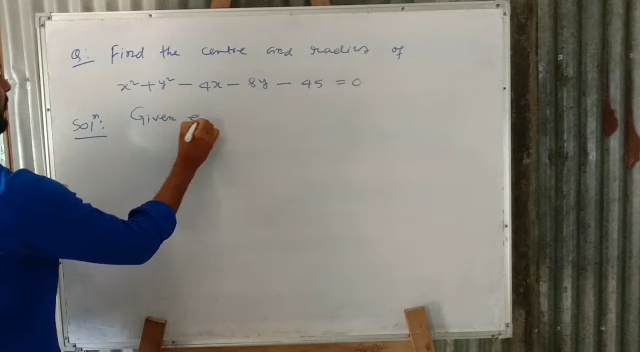 Q: Find the centre and radius of
x² + y² - 4x - 8y - 45 = 0
Solⁿ: Given e